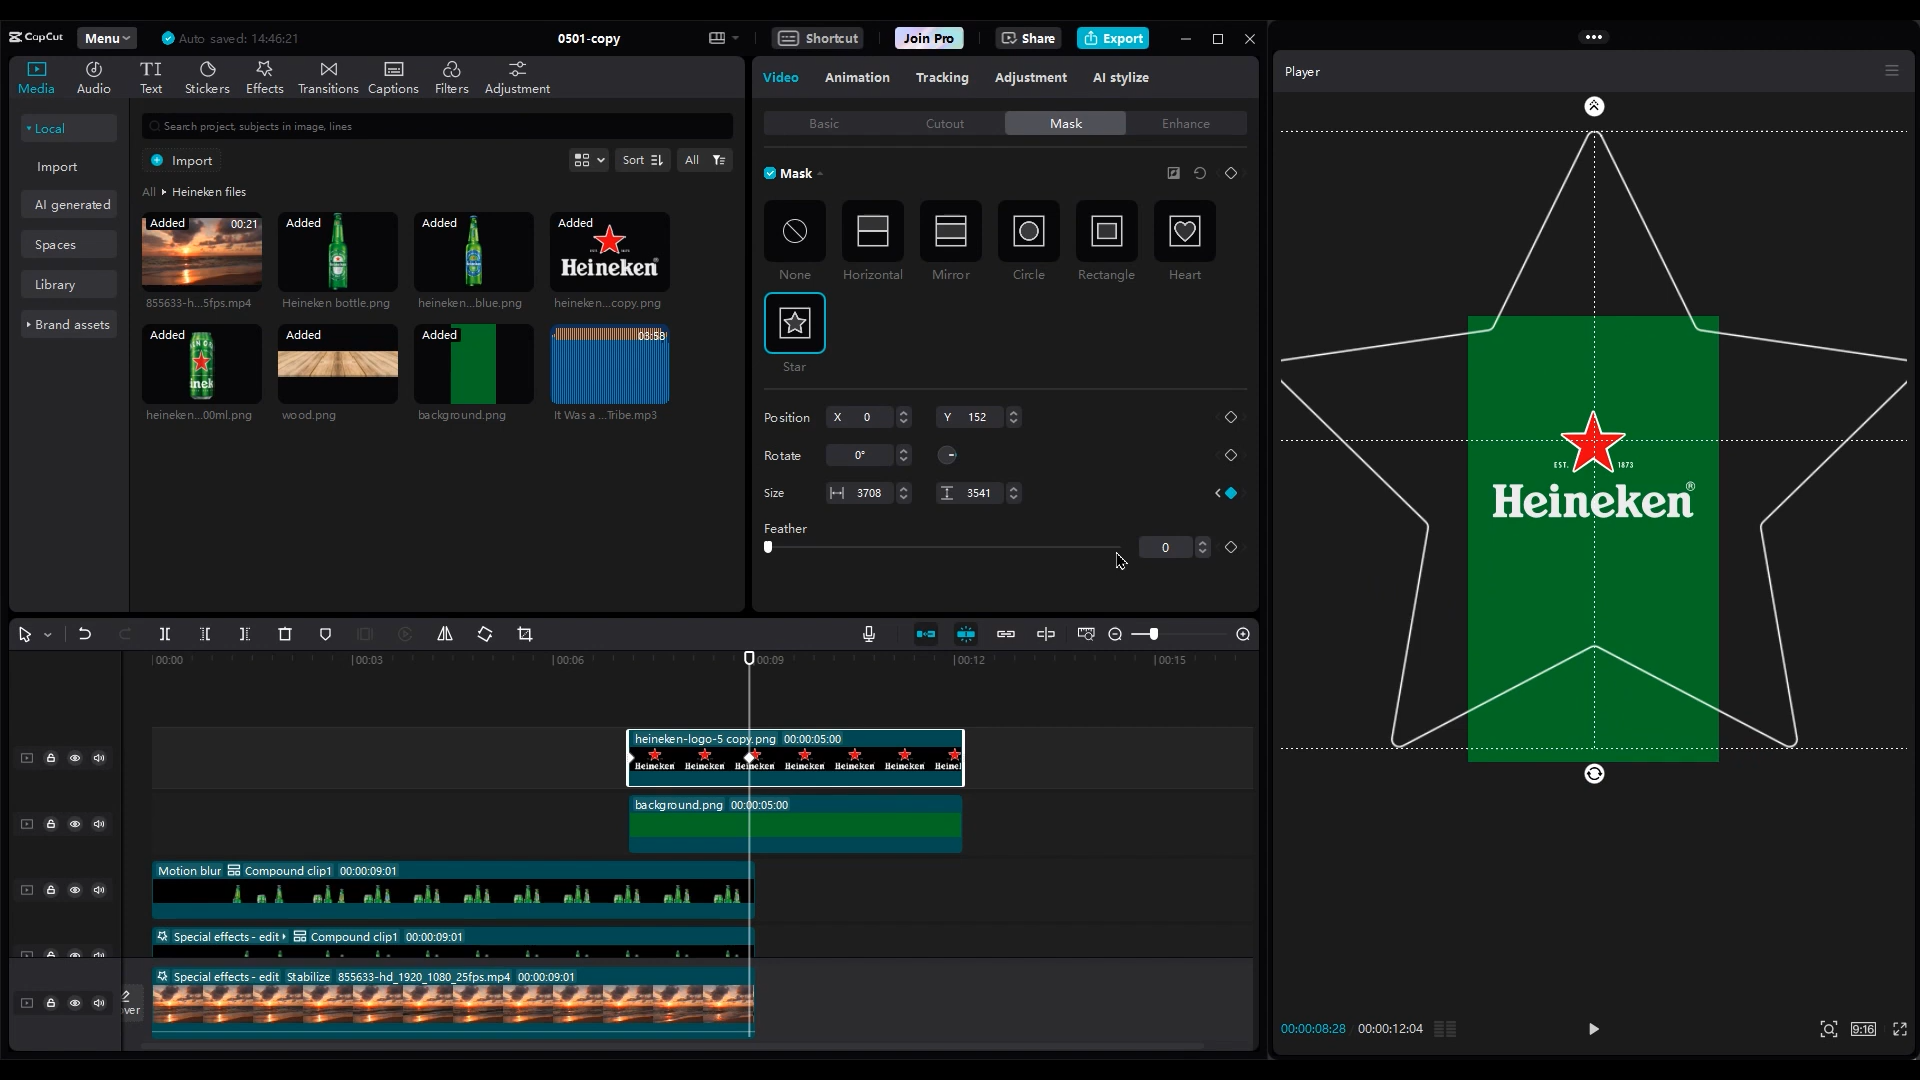 CapCut
Menu
Auto saved: 14:46:21
0501-copy
Shortcut
Join Pro
Share
Export
Media
Audio
Text
Stickers
Effects
Transitions
Captions
Filters
Adjustment
Local
Import
AI generated
Spaces
Library
Brand assets
Search project, subjects in image, lines
Import
Sort
All
All
Heineken files
Added 00:21
Added
Added
Added
EST. 1873
Heineken
855633-h...5fps.mp4
Heineken bottle.png
heineken...blue.png
heineken...copy.png
Added
Added
Added
03:58
heineken...00ml.png
wood.png
background.png
It Was a ...Tribe.mp3
Video
Animation
Tracking
Adjustment
AI stylize
Basic
Cutout
Mask
Enhance
Mask
None
Horizontal
Mirror
Circle
Rectangle
Heart
Star
Position X 0 Y 152
Rotate 0°
Size 3708 3541
Feather
0
Player
EST. 1873
Heineken®
00:00:08:28 00:00:12:04
9:16
00:00
00:03
00:06
00:09
00:12
00:15
heineken-logo-5 copy.png 00:00:05:00
Heineken Heineken Heineken Heineken Heineken Heineken Heinel
background.png 00:00:05:00
Motion blur Compound clip1 00:00:09:01
Special effects - edit Compound clip1 00:00:09:01
Special effects - edit Stabilize 855633-hd_1920_1080_25fps.mp4 00:00:09:01
over